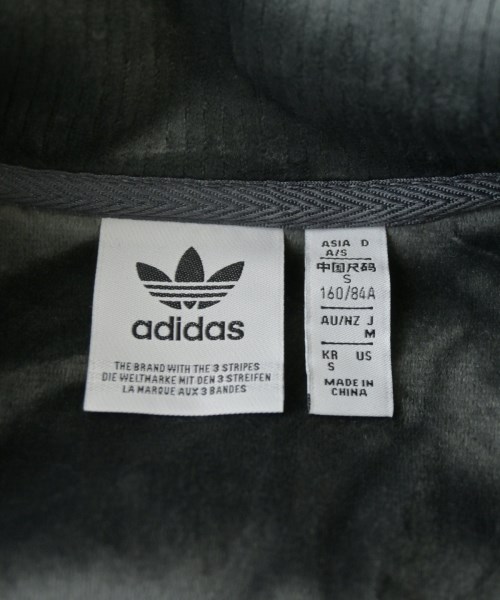 adidas
THE BRAND WITH THE 3 STRIPES
DIE WELTMARKE MIT DEN 3 STREIFEN
LA MARQUE AUX 3 BANDES
ASIA D
A/S
中国尺码
S
160/84A
AU/NZ J
M
KR US
S
MADE IN
CHINA